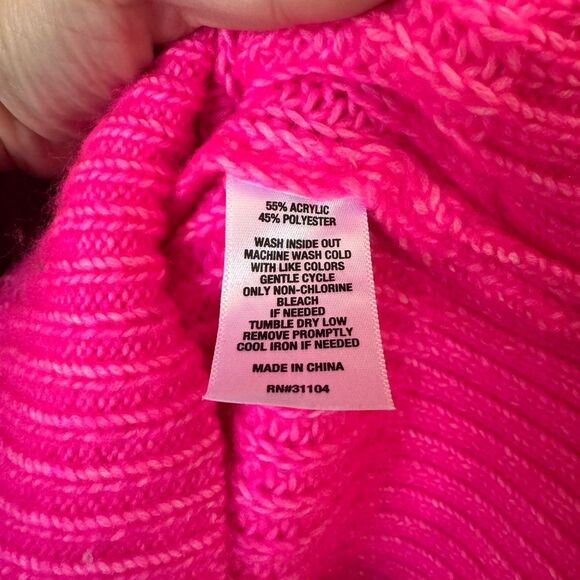 55% ACRYLIC
45% POLYESTER
WASH INSIDE OUT
MACHINE WASH COLD
WITH LIKE COLORS
GENTLE CYCLE
ONLY NON-CHLORINE
BLEACH
IF NEEDED
TUMBLE DRY LOW
REMOVE PROMPTLY
COOL IRON IF NEEDED
MADE IN CHINA
RN#31104